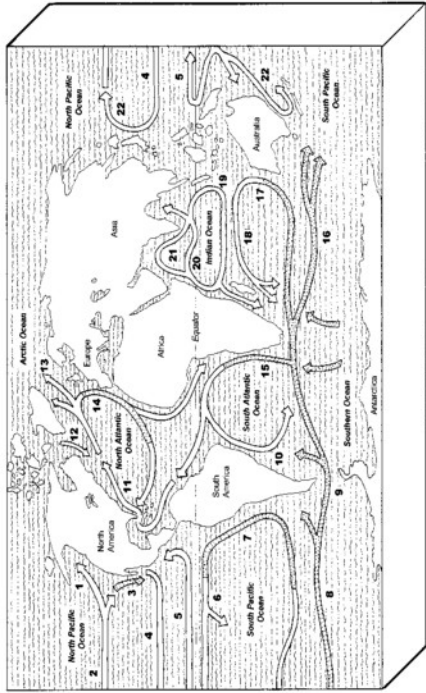 Arctic Ocean
North Pacific
Ocean
1
2
3
4
5
6
South Pacific
Ocean
7
8
North
America
South
America
9
10
11
12
13
14
North Atlantic
Ocean
Europe
Africa
Equator
South Atlantic
Ocean
15
Southern Ocean
Antarctica
Asia
21
20
Indian Ocean
19
18
17
16
North Pacific
Ocean
22
4
5
Australia
22
South Pacific
Ocean